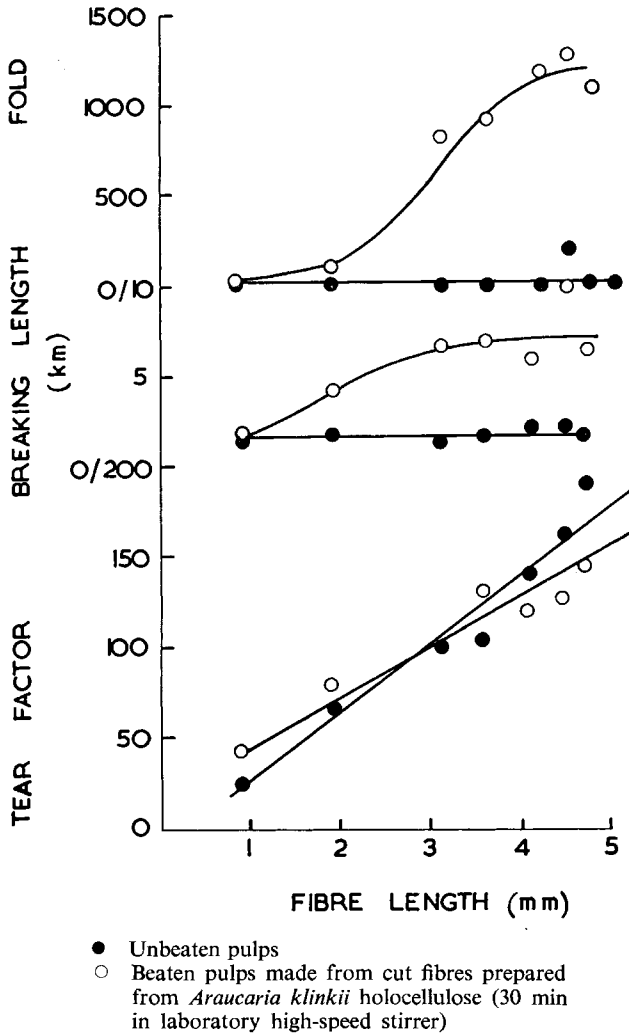 1500
1000
500
0/10
5
0/200
150
100
50
0
FOLD
BREAKING LENGTH
(km)
TEAR FACTOR
1 2 3 4 5
FIBRE LENGTH (mm)
● Unbeaten pulps
○ Beaten pulps made from cut fibres prepared
from Araucaria klinkii holocellulose (30 min
in laboratory high-speed stirrer)